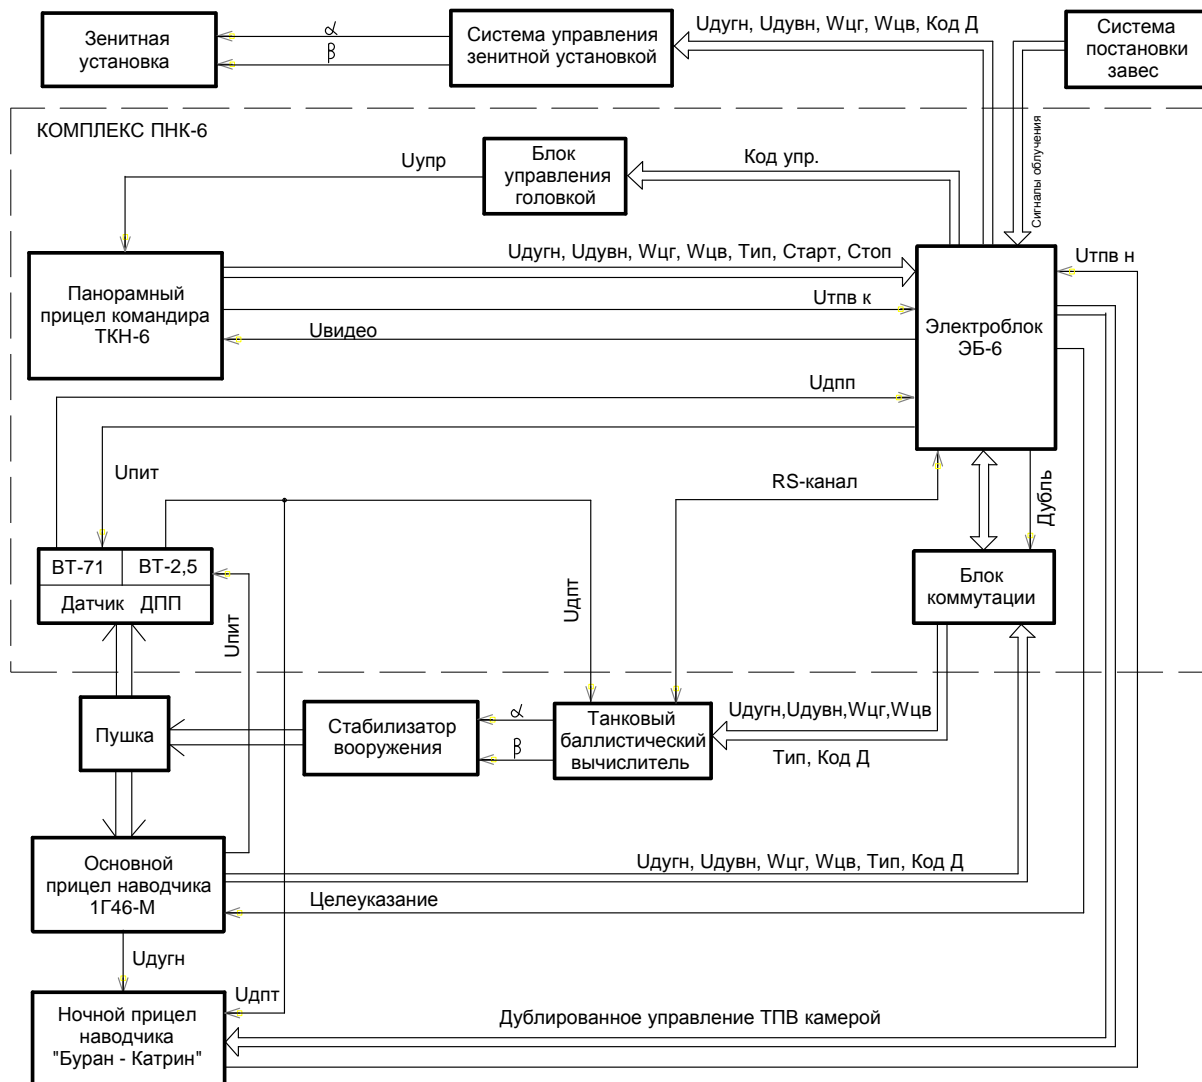 Зенитная
установка
α
β
Система управления
зенитной установкой
Uдугн, Uдувн, Wцг, Wцв, Код Д
Система
постановки
завес
КОМПЛЕКС ПНК-6
Uупр
Блок
управления
головкой
Код упр.
Сигналы облучения
Панорамный
прицел командира
ТКН-6
Uдугн, Uдувн, Wцг, Wцв, Тип, Старт, Стоп
Uтпв к
Uвидео
Электроблок
ЭБ-6
Uтпв н
Uдпп
Uпит
RS-канал
Дубль
ВТ-71
ВТ-2,5
Датчик ДПП
Uпит
Uдпт
Блок
коммутации
Пушка
Стабилизатор
вооружения
α
β
Танковый
баллистический
вычислитель
Uдугн,Uдувн,Wцг,Wцв
Тип, Код Д
Основной
прицел наводчика
1Г46-М
Uдугн, Uдувн, Wцг, Wцв, Тип, Код Д
Целеуказание
Uдугн
Uдпт
Ночной прицел
наводчика
"Буран - Катрин"
Дублированное управление ТПВ камерой